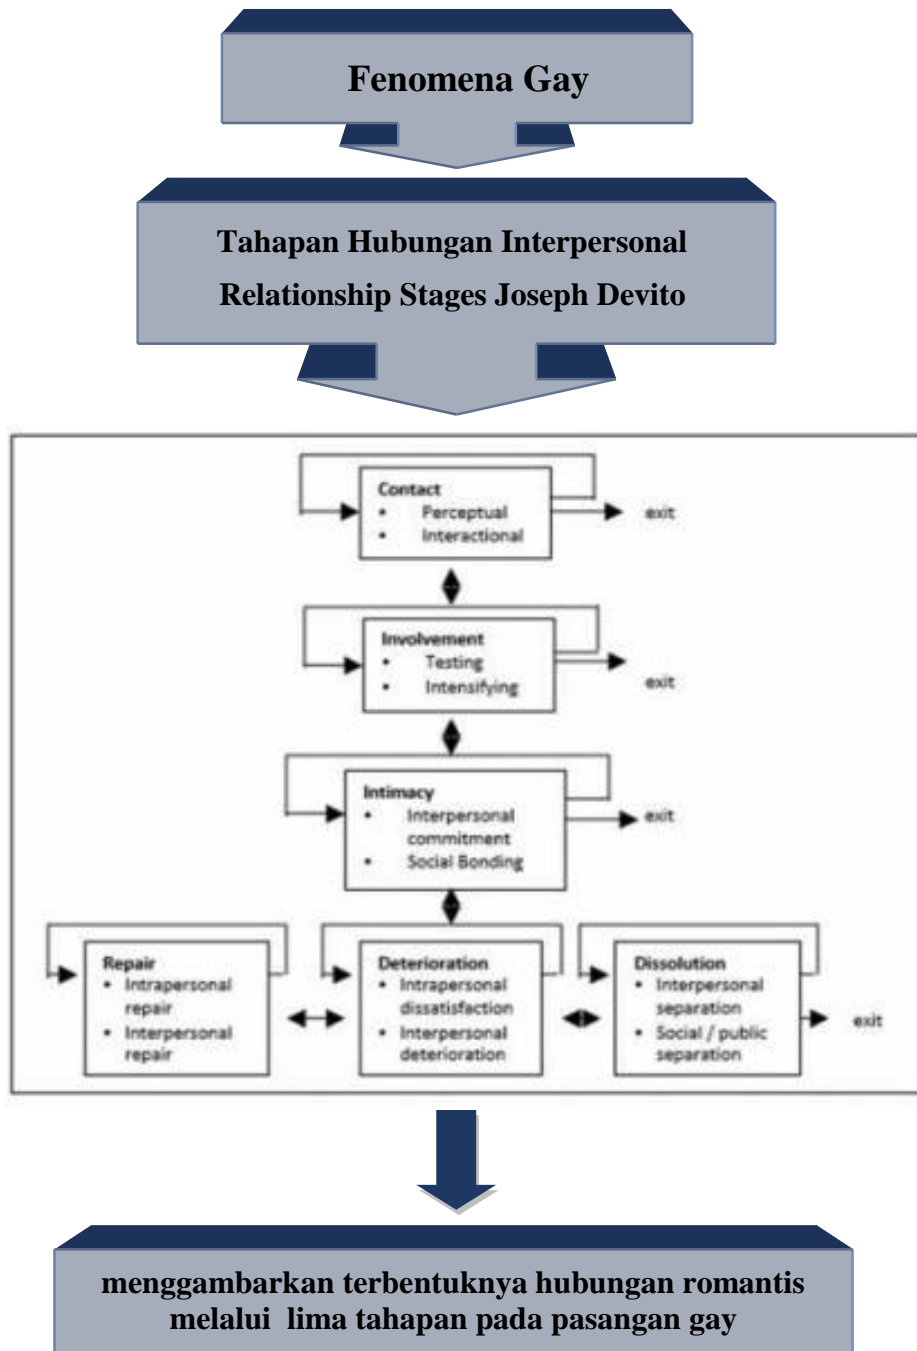 Fenomena Gay
Tahapan Hubungan Interpersonal
Relationship Stages Joseph Devito
Contact
• Perceptual
• Interactional
exit
Involvement
• Testing
• Intensifying
exit
Intimacy
• Interpersonal
commitment
• Social Bonding
exit
Repair
• Intrapersonal
repair
• Interpersonal
repair
Deterioration
• Intrapersonal
dissatisfaction
• Interpersonal
deterioration
Dissolution
• Interpersonal
separation
• Social / public
separation
exit
menggambarkan terbentuknya hubungan romantis
melalui lima tahapan pada pasangan gay